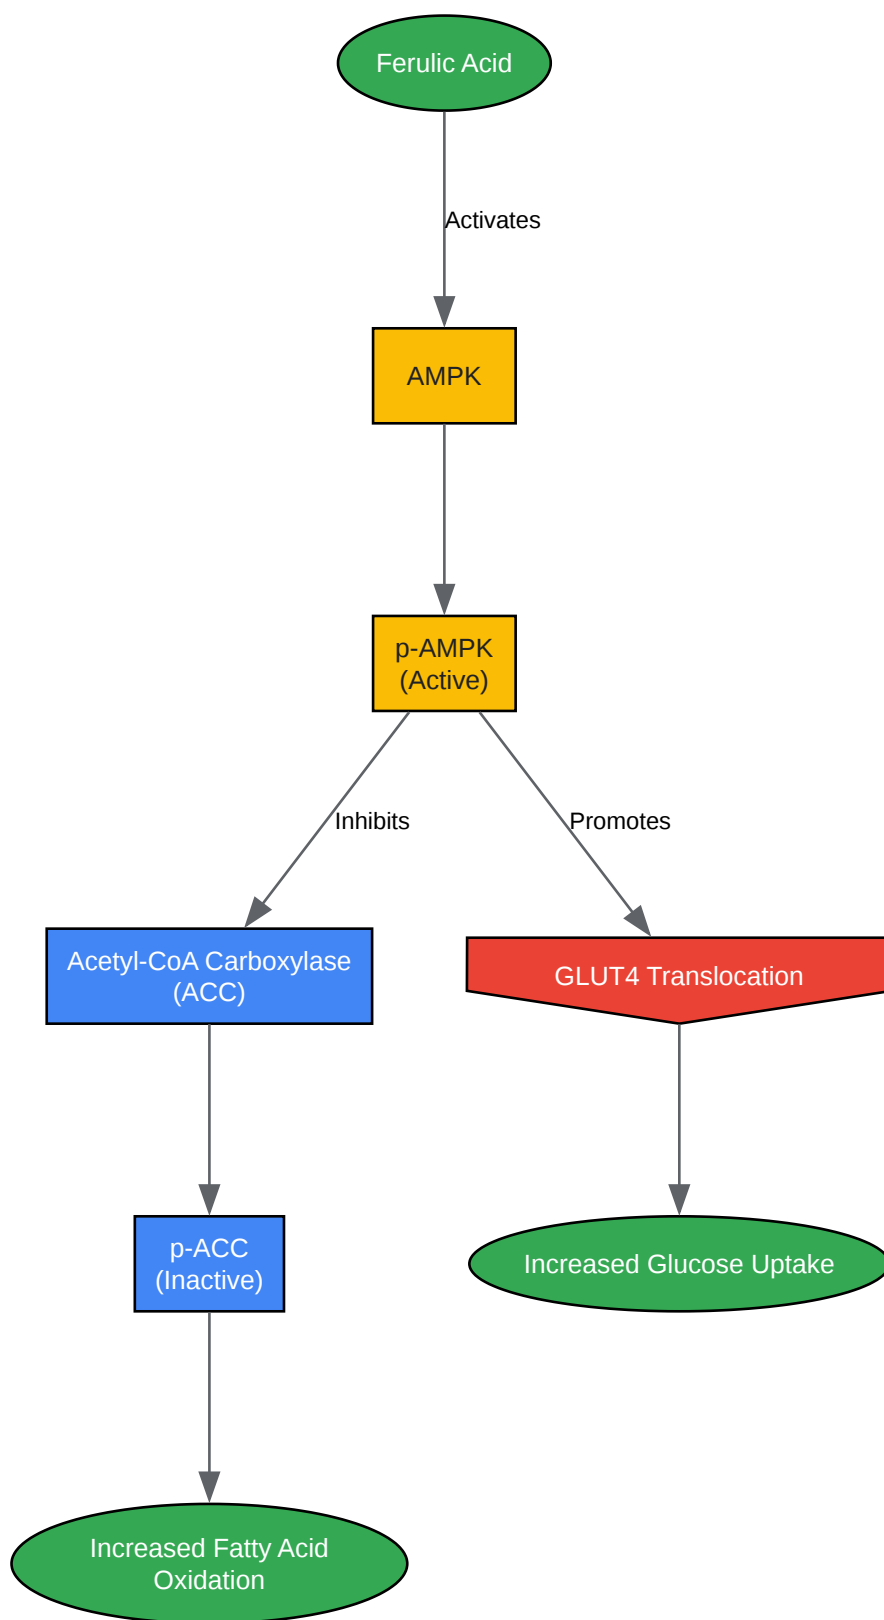 Ferulic Acid
Activates
AMPK
p-AMPK
(Active)
Inhibits
Promotes
Acetyl-CoA Carboxylase
(ACC)
GLUT4 Translocation
p-ACC
(Inactive)
Increased Glucose Uptake
Increased Fatty Acid
Oxidation